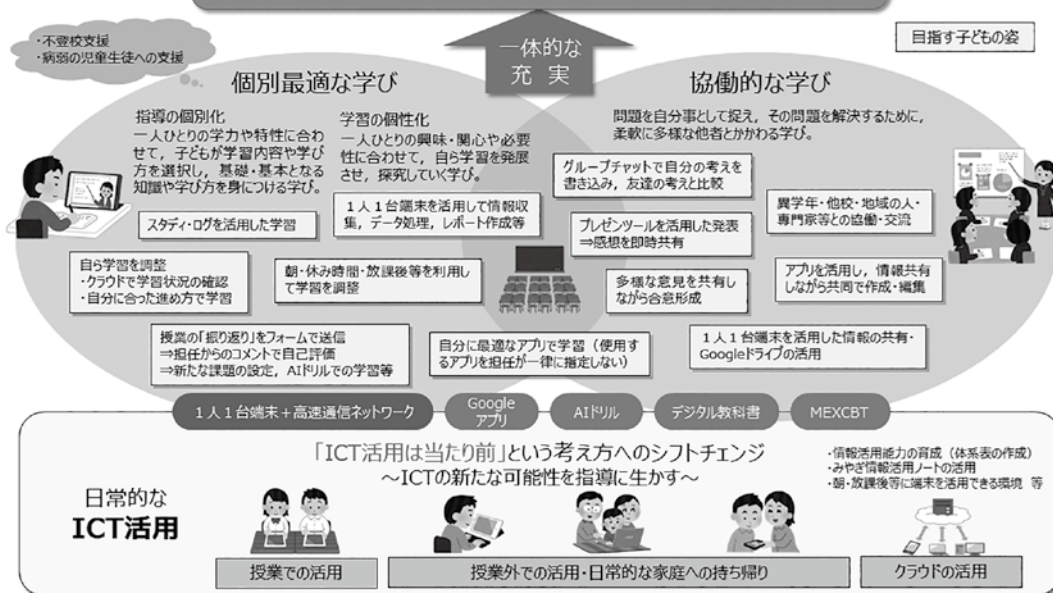 一体的な
充 実
・不登校支援
・病弱の児童生徒への支援
目指す子どもの姿
個別最適な学び
指導の個別化
一人ひとりの学力や特性に合わ
せて，子どもが学習内容や学び
方を選択し，基礎・基本となる
知識や学び方を身につける学び。
学習の個性化
一人ひとりの興味・関心や必要
性に合わせて，自ら学習を発展
させ，探究していく学び。
スタディ・ログを活用した学習
１人１台端末を活用して情報収
集，データ処理，レポート作成等
自ら学習を調整
・クラウドで学習状況の確認
・自分に合った進め方で学習
朝・休み時間・放課後等を利用し
て学習を調整
授業の「振り返り」をフォームで送信
⇒担任からのコメントで自己評価
⇒新たな課題の設定，AIドリルでの学習等
自分に最適なアプリで学習（使用す
るアプリを担任が一律に指定しない）
協働的な学び
問題を自分事として捉え，その問題を解決するために，
柔軟に多様な他者とかかわる学び。
グループチャットで自分の考えを
書き込み，友達の考えと比較
プレゼンツールを活用した発表
⇒感想を即時共有
異学年・他校・地域の人・
専門家等との協働・交流
多様な意見を共有し
ながら合意形成
アプリを活用し，情報共有
しながら共同で作成・編集
１人１台端末を活用した情報の共有・
Googleドライブの活用
１人１台端末＋高速通信ネットワーク
Google
アプリ
AIドリル
デジタル教科書
MEXCBT
「ICT活用は当たり前」という考え方へのシフトチェンジ
～ICTの新たな可能性を指導に生かす～
・情報活用能力の育成（体系表の作成）
・みやぎ情報活用ノートの活用
・朝・放課後等に端末を活用できる環境 等
日常的な
ICT活用
授業での活用
授業外での活用・日常的な家庭への持ち帰り
クラウドの活用